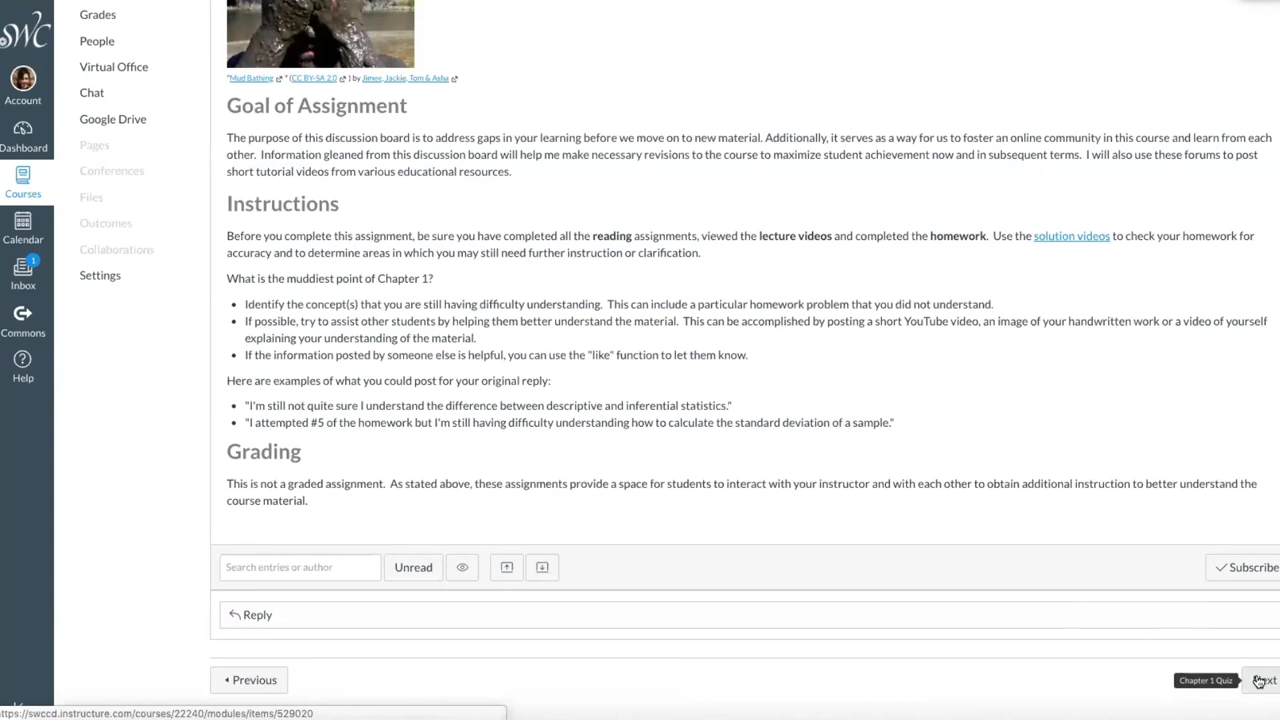 SWC
Account
Dashboard
Courses
Calendar
1
Inbox
Commons
Help
Grades
People
Virtual Office
Chat
Google Drive
Pages
Conferences
Files
Outcomes
Collaborations
Settings
"Mud Bathing " (CC BY-SA 2.0 ) by Jimee, Jackie, Tom & Asha
Goal of Assignment
The purpose of this discussion board is to address gaps in your learning before we move on to new material. Additionally, it serves as a way for us to foster an online community in this course and learn from each
other. Information gleaned from this discussion board will help me make necessary revisions to the course to maximize student achievement now and in subsequent terms. I will also use these forums to post
short tutorial videos from various educational resources.
Instructions
Before you complete this assignment, be sure you have completed all the reading assignments, viewed the lecture videos and completed the homework. Use the solution videos to check your homework for
accuracy and to determine areas in which you may still need further instruction or clarification.
What is the muddiest point of Chapter 1?
• Identify the concept(s) that you are still having difficulty understanding. This can include a particular homework problem that you did not understand.
• If possible, try to assist other students by helping them better understand the material. This can be accomplished by posting a short YouTube video, an image of your handwritten work or a video of yourself
explaining your understanding of the material.
• If the information posted by someone else is helpful, you can use the "like" function to let them know.
Here are examples of what you could post for your original reply:
• "I'm still not quite sure I understand the difference between descriptive and inferential statistics."
• "I attempted #5 of the homework but I'm still having difficulty understanding how to calculate the standard deviation of a sample."
Grading
This is not a graded assignment. As stated above, these assignments provide a space for students to interact with your instructor and with each other to obtain additional instruction to better understand the
course material.
Search entries or author
Unread
Subscribe
Reply
Previous
Chapter 1 Quiz
https://swccd.instructure.com/courses/22240/modules/items/529020